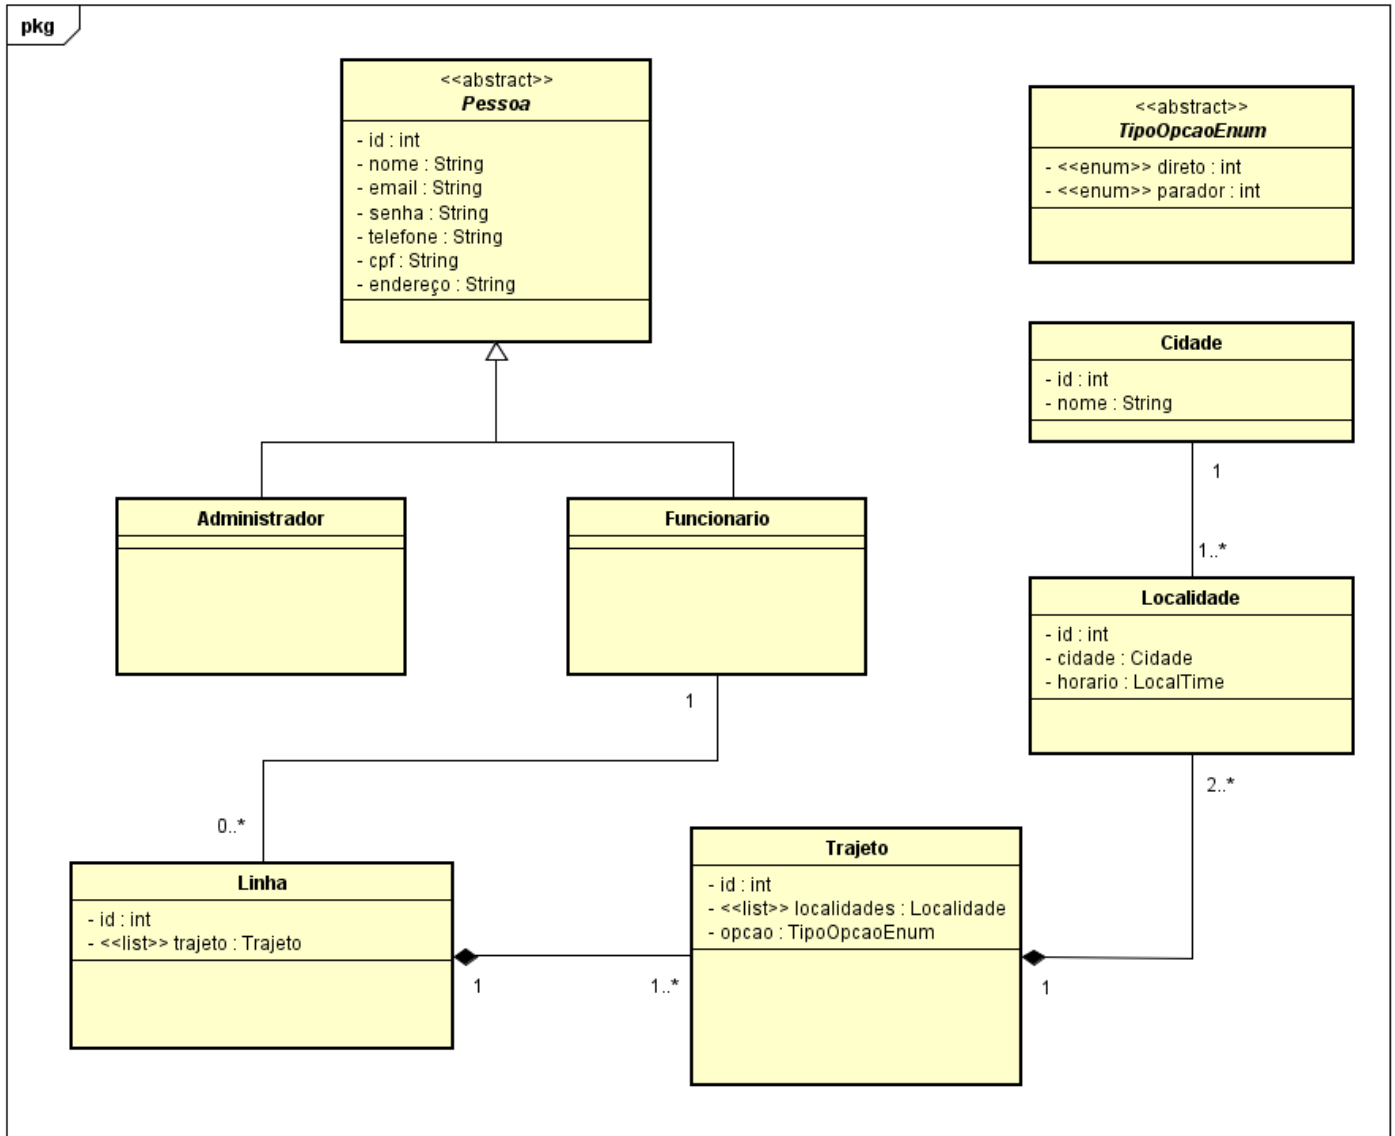 pkg
<<abstract>>
Pessoa
- id : int
- nome : String
- email : String
- senha : String
- telefone : String
- cpf : String
- endereço : String
<<abstract>>
TipoOpcaoEnum
- <<enum>> direto : int
- <<enum>> parador : int
Cidade
- id : int
- nome : String
1
1..*
Administrador
Funcionario
Localidade
- id : int
- cidade : Cidade
- horario : LocalTime
1
0..*
2..*
Linha
- id : int
- <<list>> trajeto : Trajeto
Trajeto
- id : int
- <<list>> localidades : Localidade
- opcao : TipoOpcaoEnum
1
1..*
1